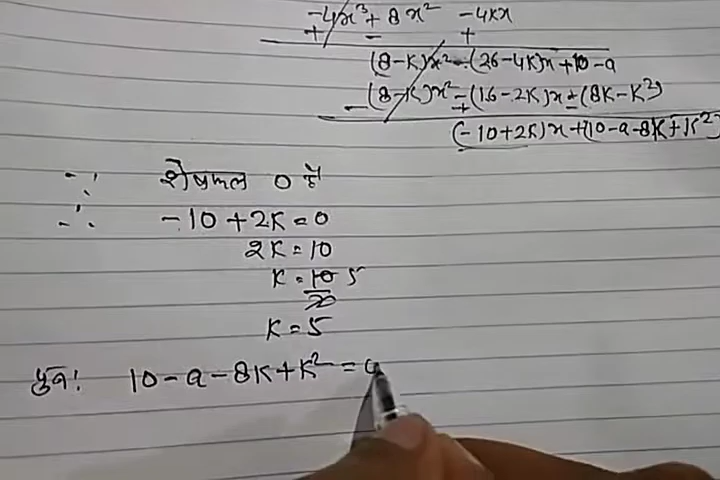 -4x³ + 8x² - 4Kx
+ - +
(8-K)x² - (26-4K)x + 10 - a
(8-K)x² - (16-2K)x + (8K-K²)
- + -
(-10+2K)x + (10-a-8K+K²)
∵ शेषफल 0 है
∴ -10 + 2K = 0
2K = 10
K = 10 5
K = 5
पुनः 10 - a - 8K + K² = 0